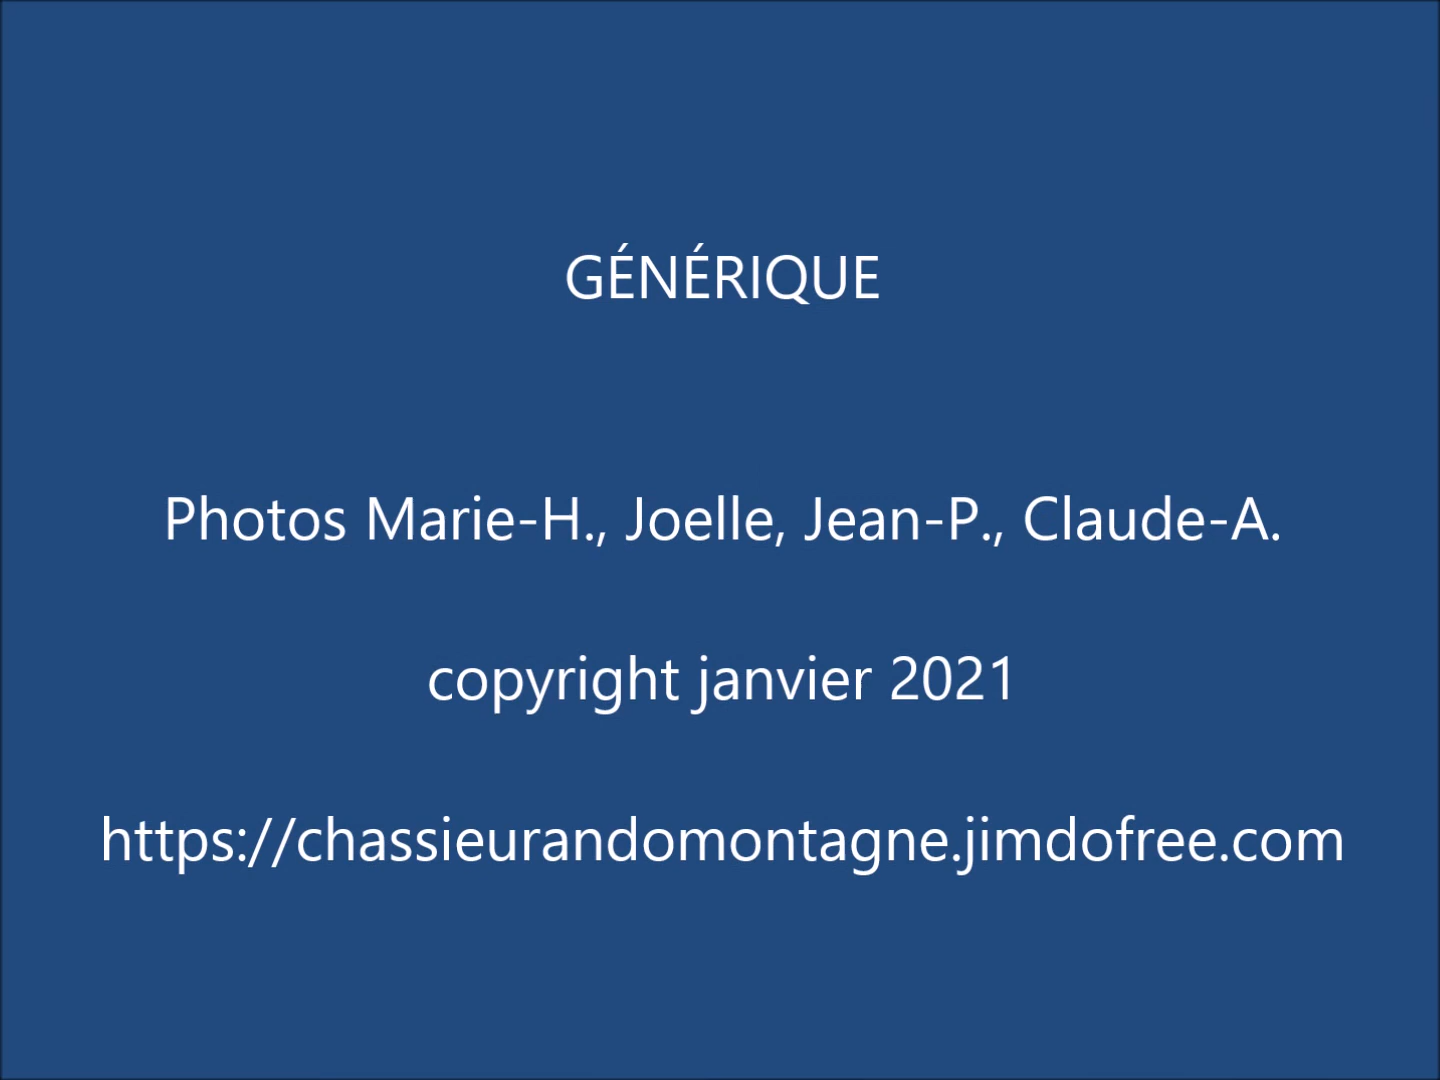 GÉNÉRIQUE
Photos Marie-H., Joelle, Jean-P., Claude-A.
copyright janvier 2021
https://chassieurandomontagne.jimdofree.com